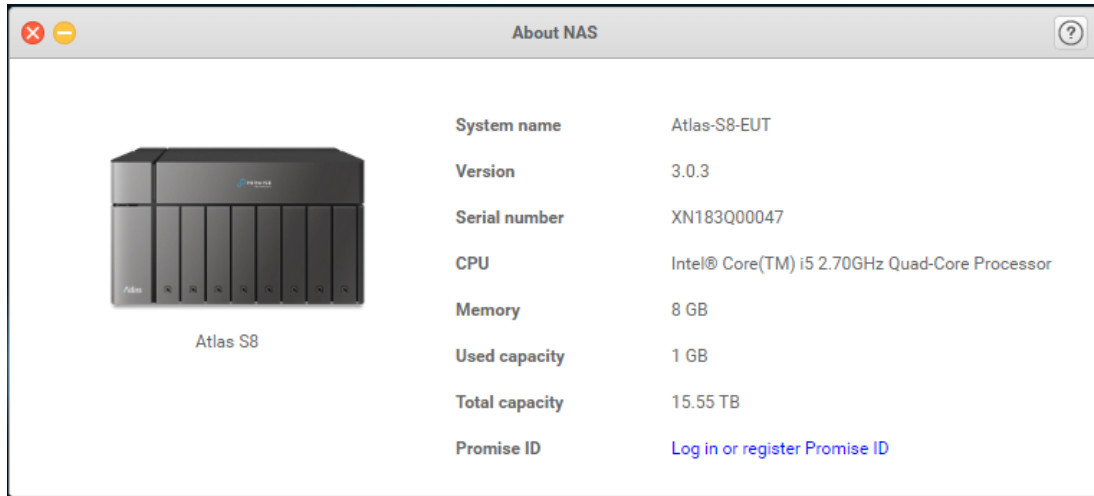 About NAS
?
System name Atlas-S8-EUT
Version 3.0.3
PROMISE
Serial number XN183Q00047
CPU Intel® Core(TM) i5 2.70GHz Quad-Core Processor
Atlas
Memory 8 GB
Atlas S8
Used capacity 1 GB
Total capacity 15.55 TB
Promise ID Log in or register Promise ID